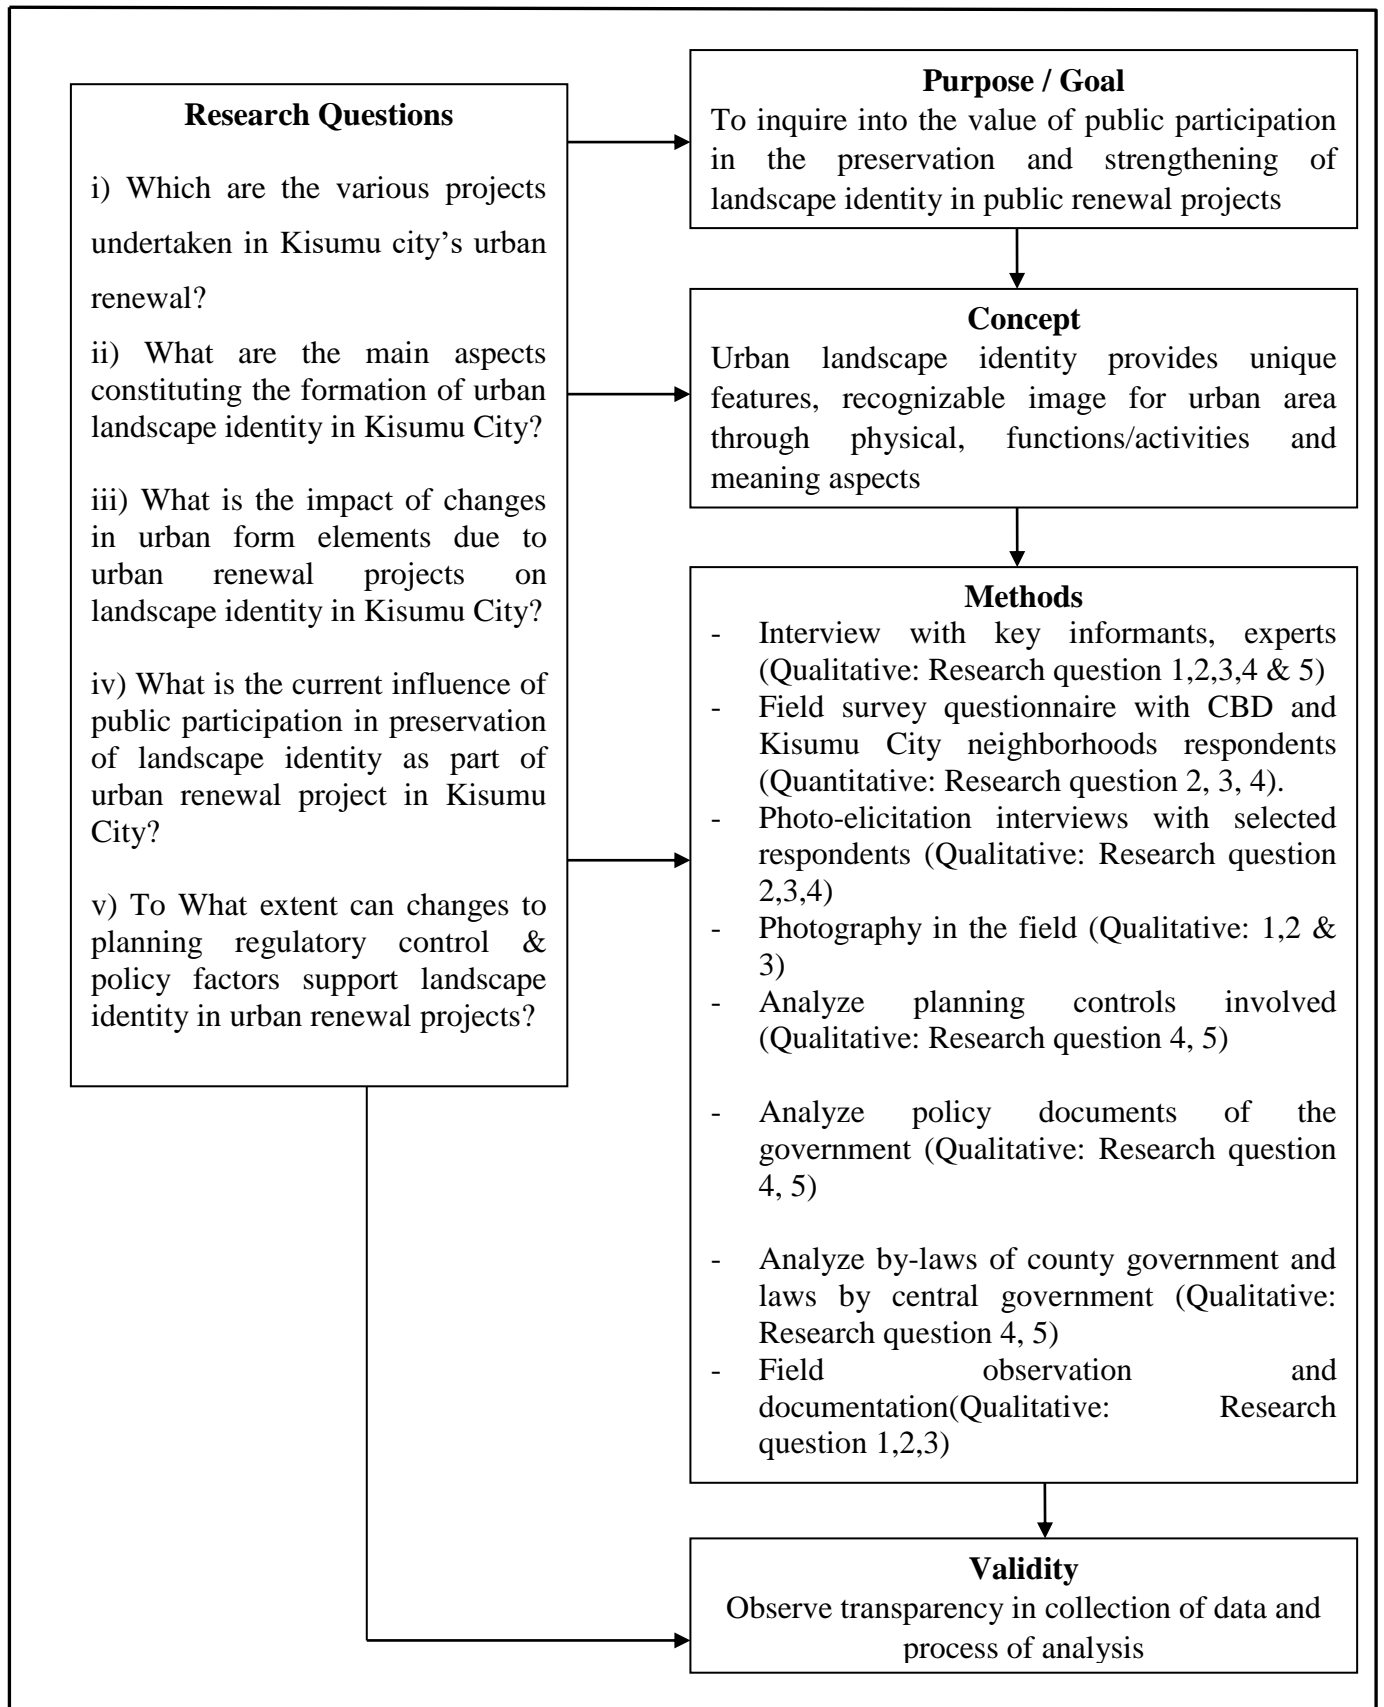 Research Questions
i) Which are the various projects
undertaken in Kisumu city’s urban
renewal?
ii) What are the main aspects
constituting the formation of urban
landscape identity in Kisumu City?
iii) What is the impact of changes
in urban form elements due to
urban renewal projects on
landscape identity in Kisumu City?
iv) What is the current influence of
public participation in preservation
of landscape identity as part of
urban renewal project in Kisumu
City?
v) To What extent can changes to
planning regulatory control &
policy factors support landscape
identity in urban renewal projects?
Purpose / Goal
To inquire into the value of public participation
in the preservation and strengthening of
landscape identity in public renewal projects
Concept
Urban landscape identity provides unique
features, recognizable image for urban area
through physical, functions/activities and
meaning aspects
Methods
- Interview with key informants, experts
(Qualitative: Research question 1,2,3,4 & 5)
- Field survey questionnaire with CBD and
Kisumu City neighborhoods respondents
(Quantitative: Research question 2, 3, 4).
- Photo-elicitation interviews with selected
respondents (Qualitative: Research question
2,3,4)
- Photography in the field (Qualitative: 1,2 &
3)
- Analyze planning controls involved
(Qualitative: Research question 4, 5)
- Analyze policy documents of the
government (Qualitative: Research question
4, 5)
- Analyze by-laws of county government and
laws by central government (Qualitative:
Research question 4, 5)
- Field observation and
documentation(Qualitative: Research
question 1,2,3)
Validity
Observe transparency in collection of data and
process of analysis